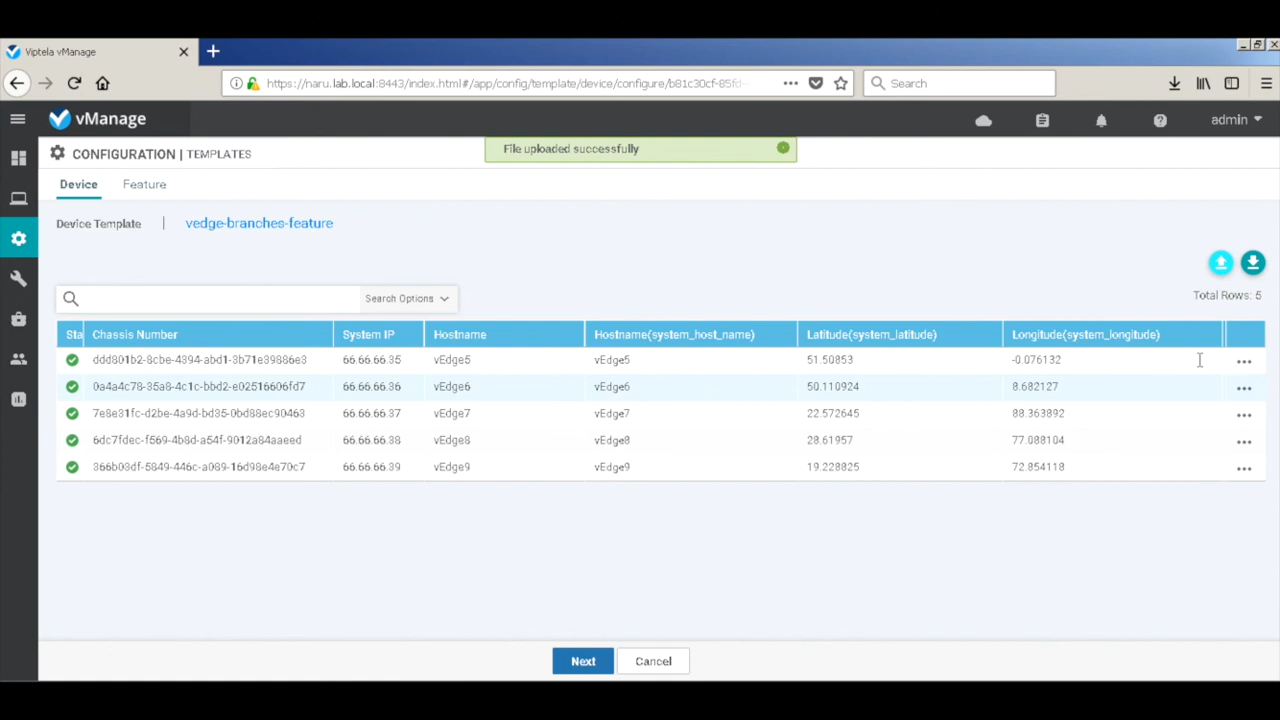 Viptela vManage
https://naru.lab.local:8443/index.html#/app/config/template/device/configure/b81c30cf-85fd-
Search
vManage
admin
CONFIGURATION | TEMPLATES
File uploaded successfully
Device Feature
Device Template | vedge-branches-feature
Search Options
Total Rows: 5
Sta Chassis Number System IP Hostname Hostname(system_host_name) Latitude(system_latitude) Longitude(system_longitude)
ddd801b2-8cbe-4394-abd1-3b71e39886e3 66.66.66.35 vEdge5 vEdge5 51.50853 -0.076132
0a4a4c78-35a8-4c1c-bbd2-e02516606fd7 66.66.66.36 vEdge6 vEdge6 50.110924 8.682127
7e8e31fc-d2be-4a9d-bd35-0bd88ec90463 66.66.66.37 vEdge7 vEdge7 22.572645 88.363892
6dc7fdec-f569-4b8d-a54f-9012a84aaeed 66.66.66.38 vEdge8 vEdge8 28.61957 77.088104
366b03df-5849-446c-a089-16d98e4e70c7 66.66.66.39 vEdge9 vEdge9 19.228825 72.854118
Next Cancel